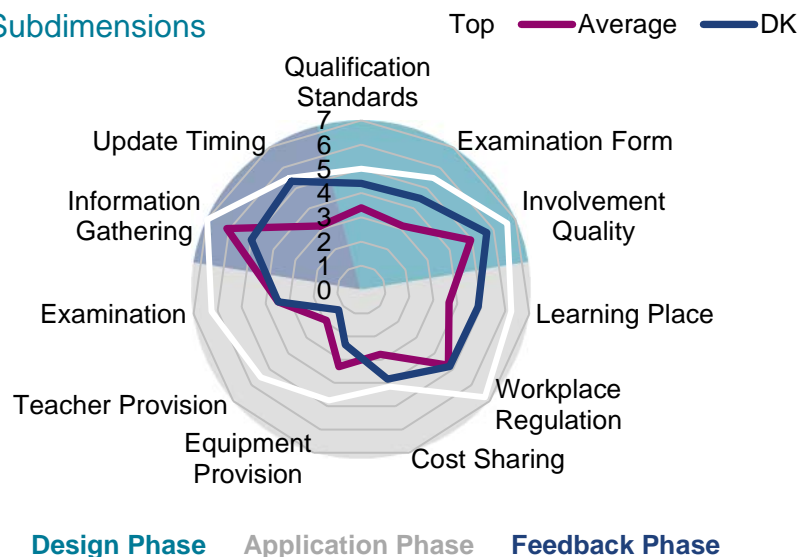 Subdimensions
Top Average DK
Qualification
Standards
Update Timing
Examination Form
Information
Gathering
Involvement
Quality
7
6
5
4
3
2
1
0
Examination
Learning Place
Teacher Provision
Workplace
Regulation
Equipment
Provision
Cost Sharing
Design Phase Application Phase Feedback Phase